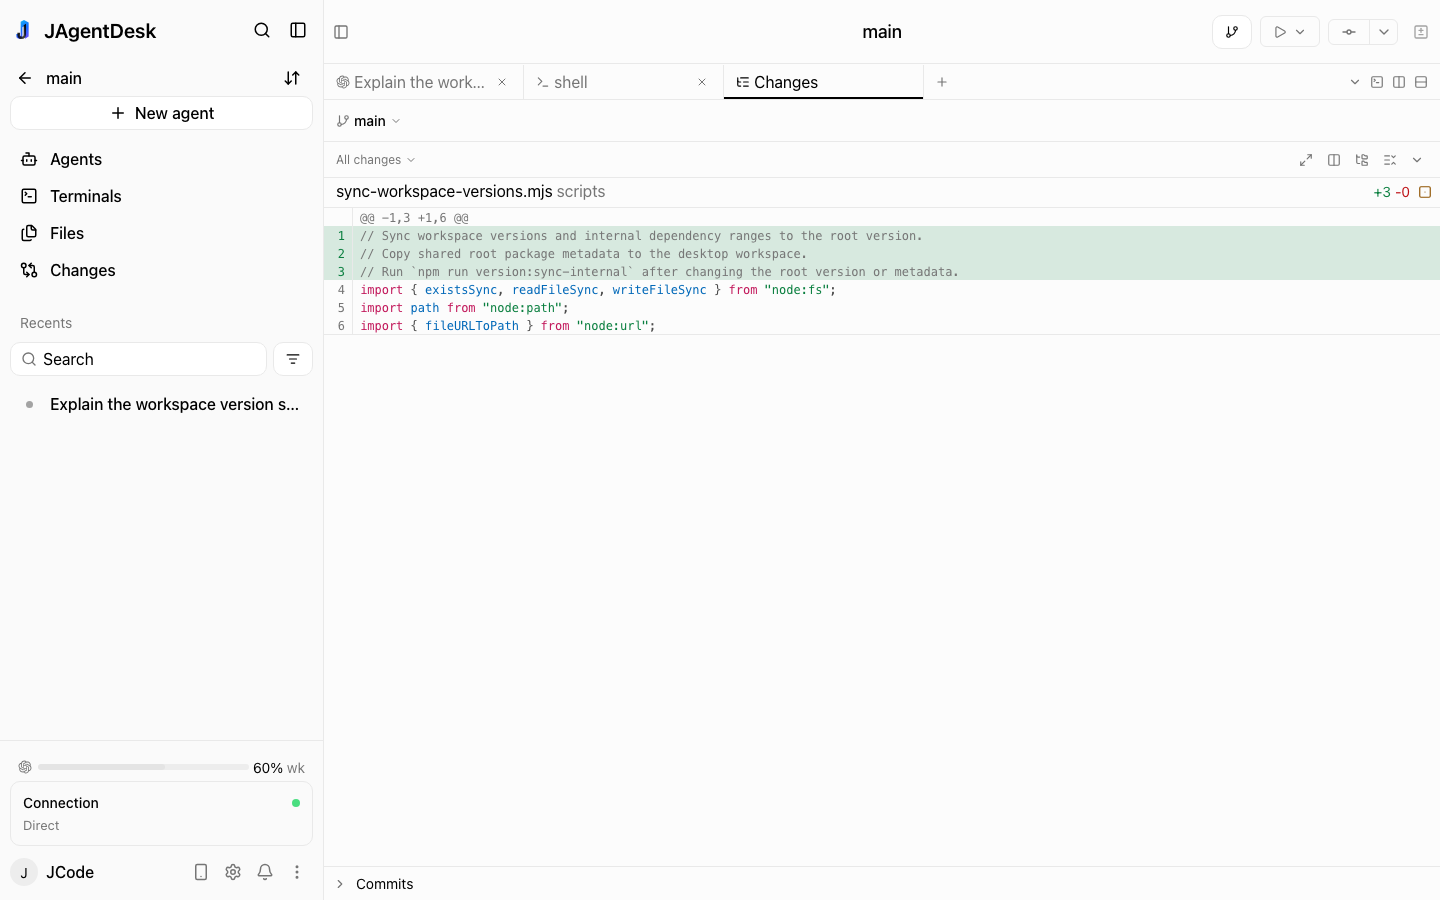 JAgentDesk
main
New agent
Agents
Terminals
Files
Changes
Recents
Search
Explain the workspace version s...
60% wk
Connection
Direct
J
JCode
main
Explain the work...
shell
Changes
main
All changes
sync-workspace-versions.mjs scripts
+3 -0
@@ -1,3 +1,6 @@
1 // Sync workspace versions and internal dependency ranges to the root version.
2 // Copy shared root package metadata to the desktop workspace.
3 // Run `npm run version:sync-internal` after changing the root version or metadata.
4 import { existsSync, readFileSync, writeFileSync } from "node:fs";
5 import path from "node:path";
6 import { fileURLToPath } from "node:url";
Commits